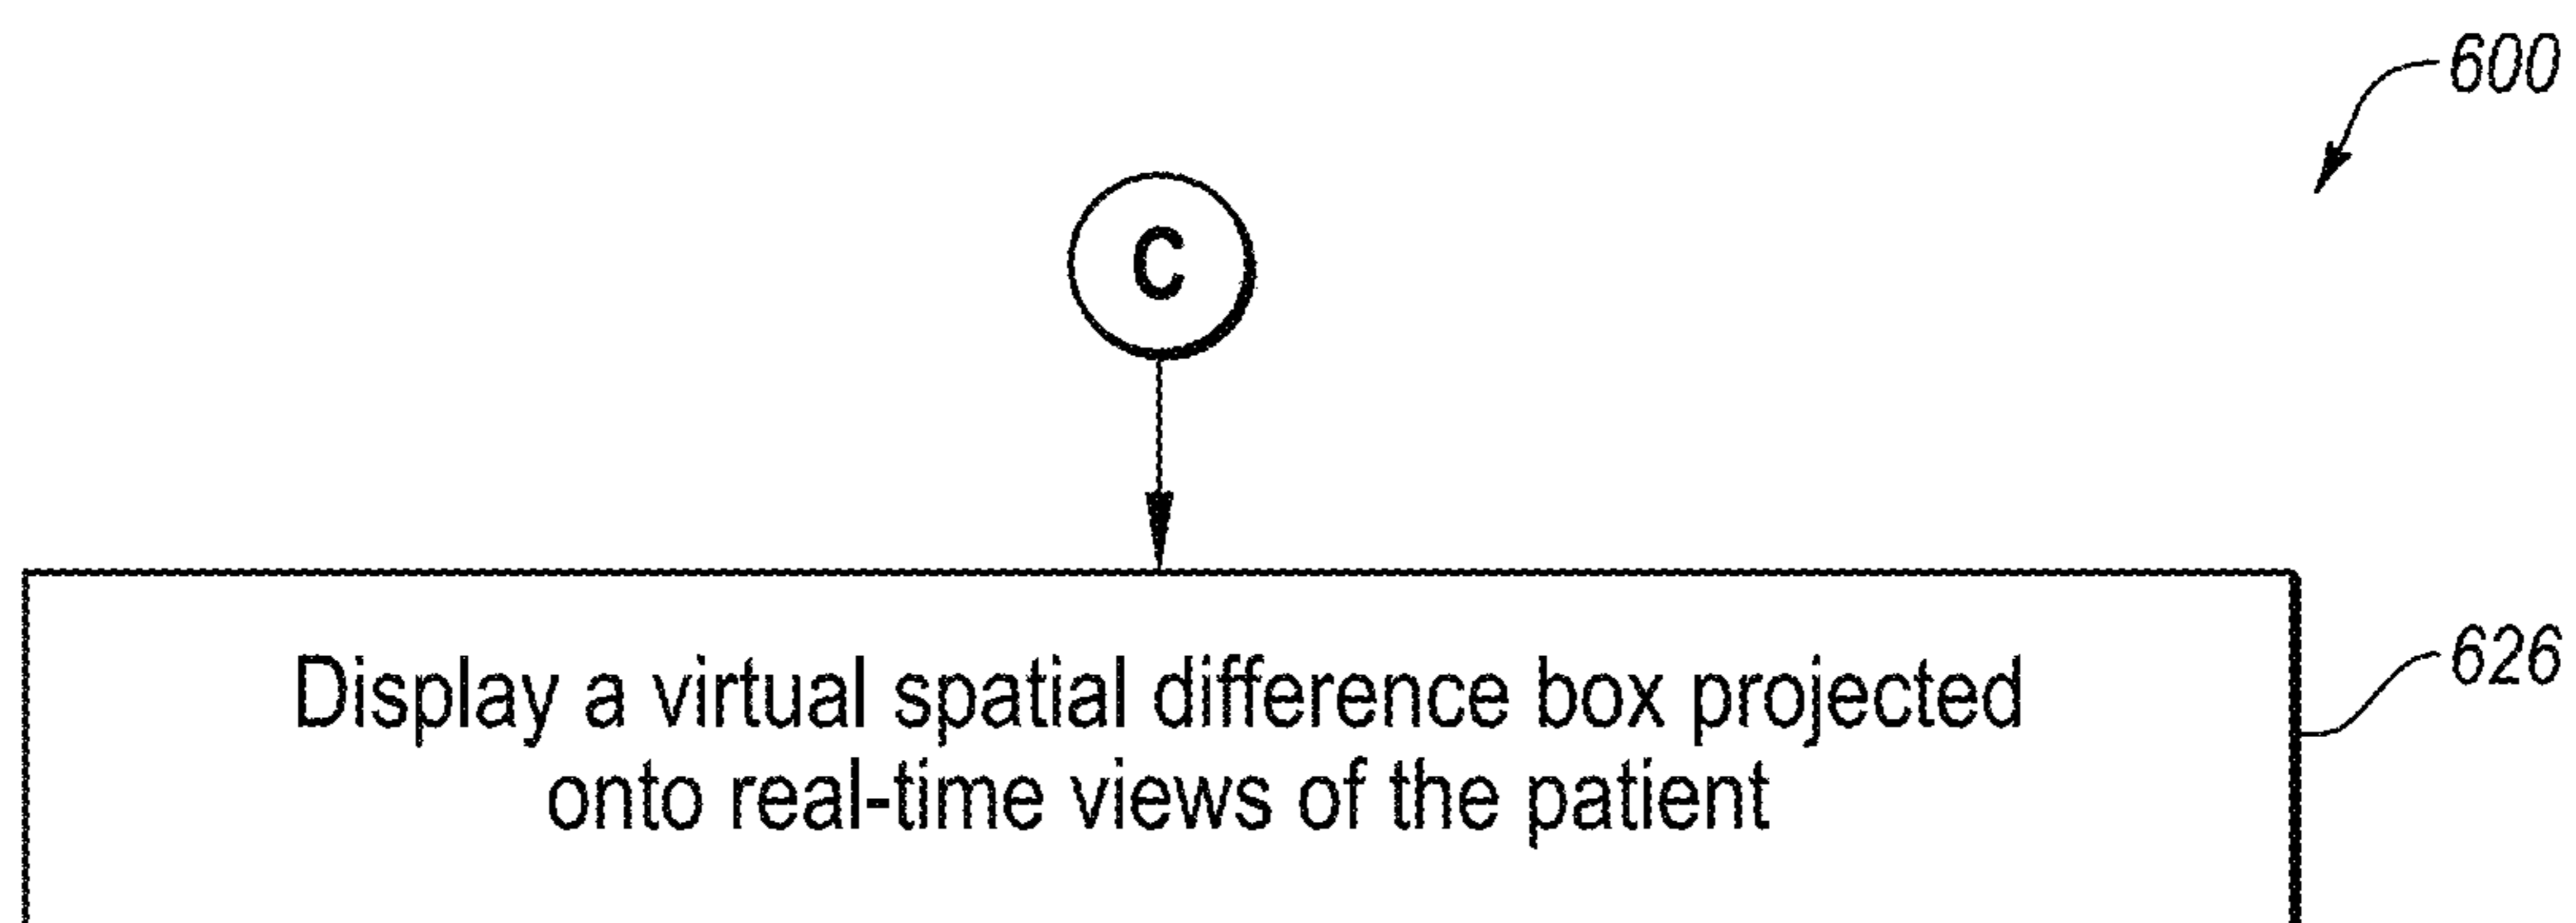 600
C
Display a virtual spatial difference box projected
626
onto real-time views of the patient